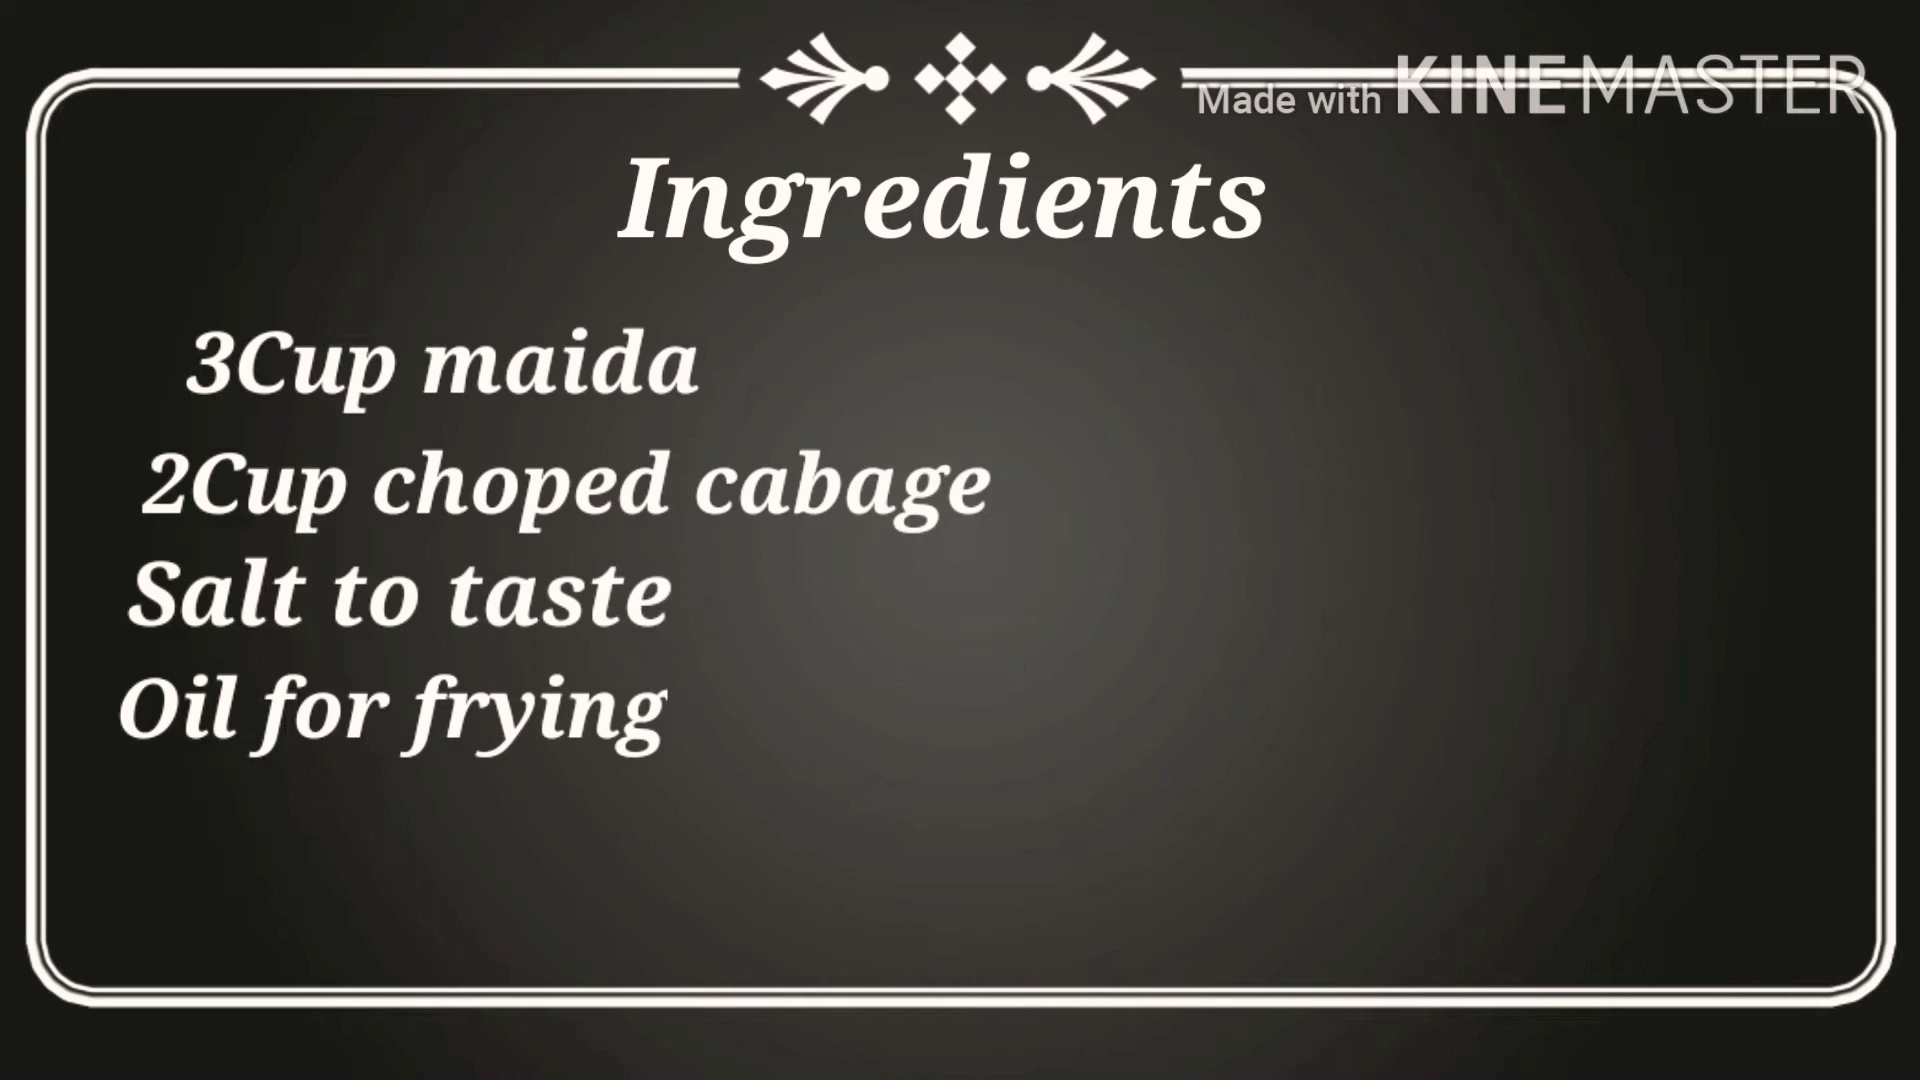 Made with KINEMASTER
Ingredients
3Cup maida
2Cup choped cabage
Salt to taste
Oil for frying